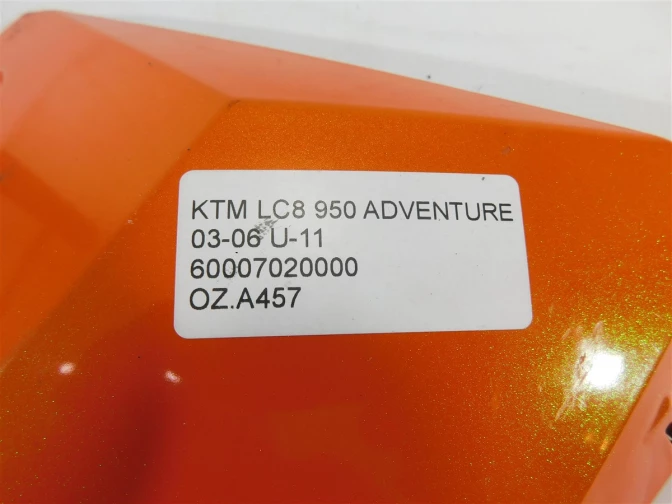 KTM LC8 950 ADVENTURE
03-06 U-11
60007020000
OZ.A457